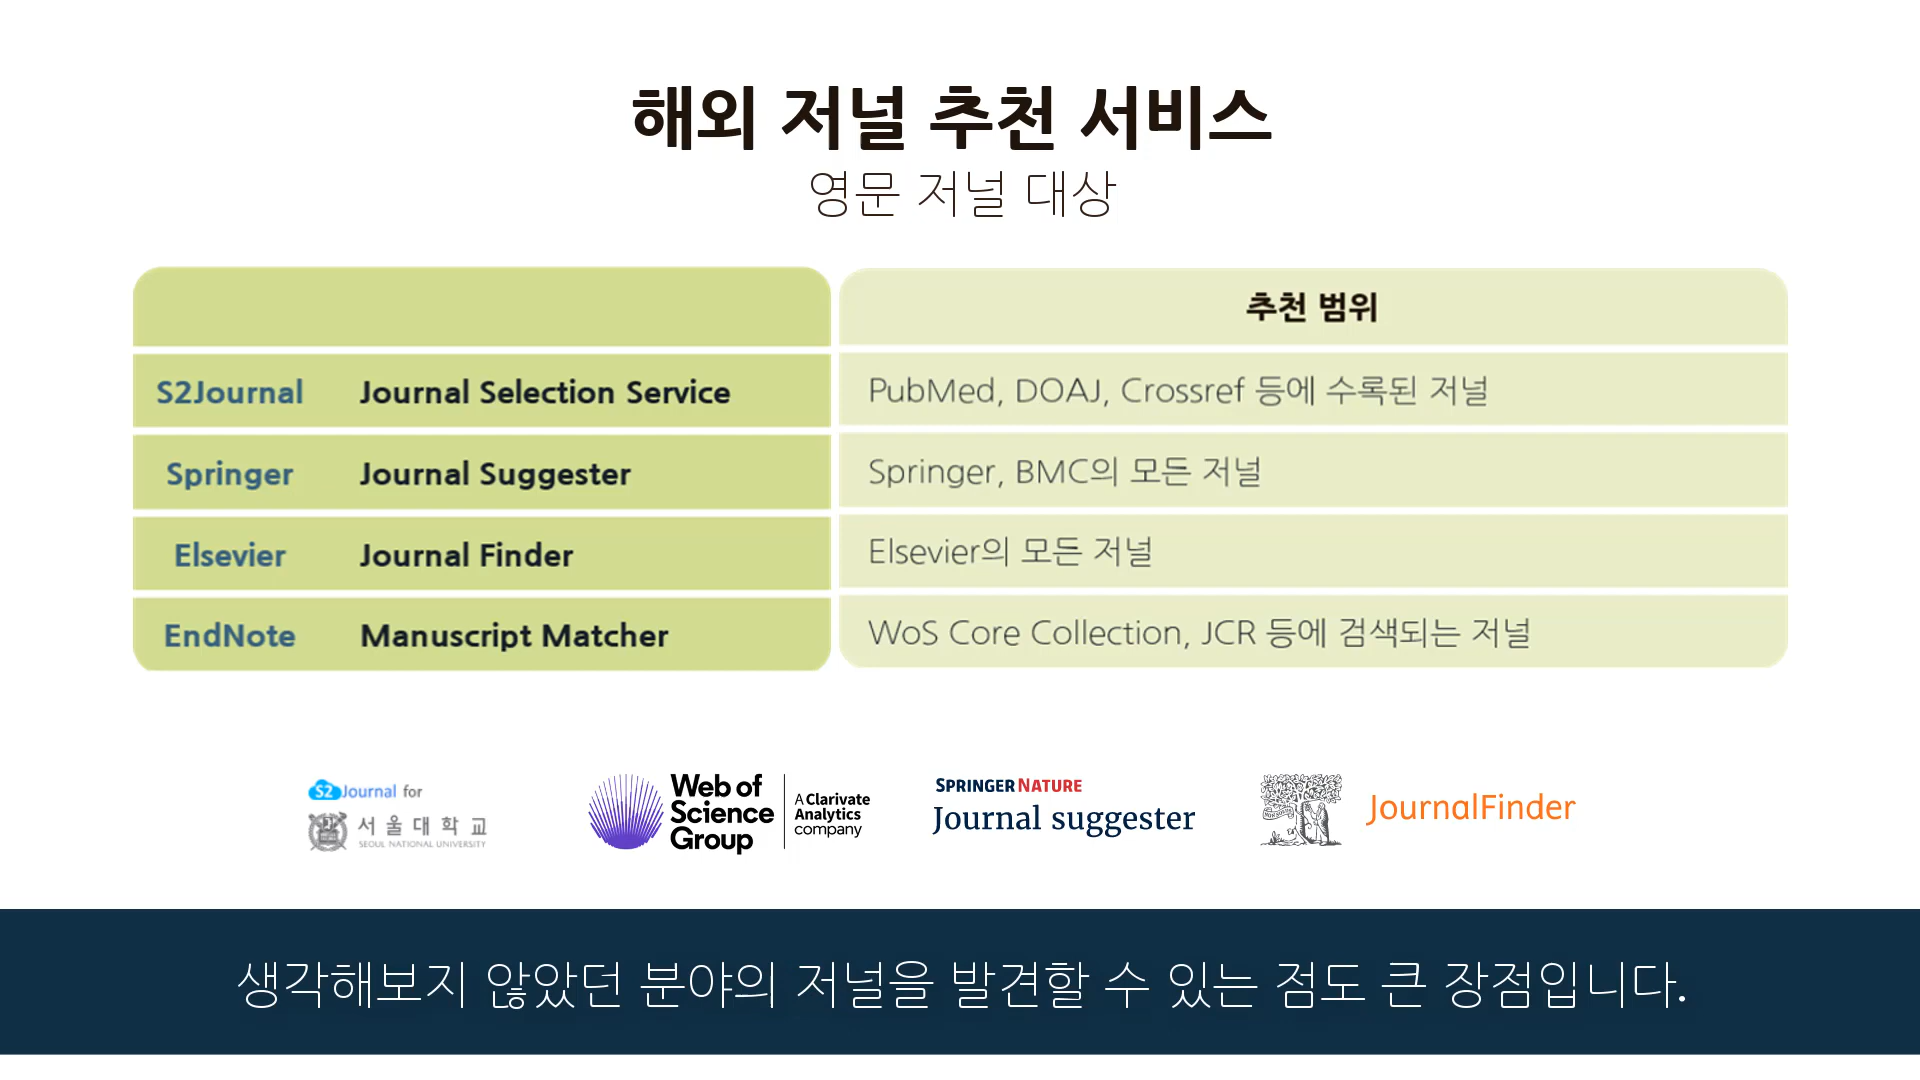 해외 저널 추천 서비스
영문 저널 대상
추천 범위
S2Journal Journal Selection Service PubMed, DOAJ, Crossref 등에 수록된 저널
Springer Journal Suggester Springer, BMC의 모든 저널
Elsevier Journal Finder Elsevier의 모든 저널
EndNote Manuscript Matcher WoS Core Collection, JCR 등에 검색되는 저널
S2Journal for
서울대학교
SEOUL NATIONAL UNIVERSITY
Web of
Science
Group
A Clarivate
Analytics
company
SPRINGER NATURE
Journal suggester
JournalFinder
생각해보지 않았던 분야의 저널을 발견할 수 있는 점도 큰 장점입니다.